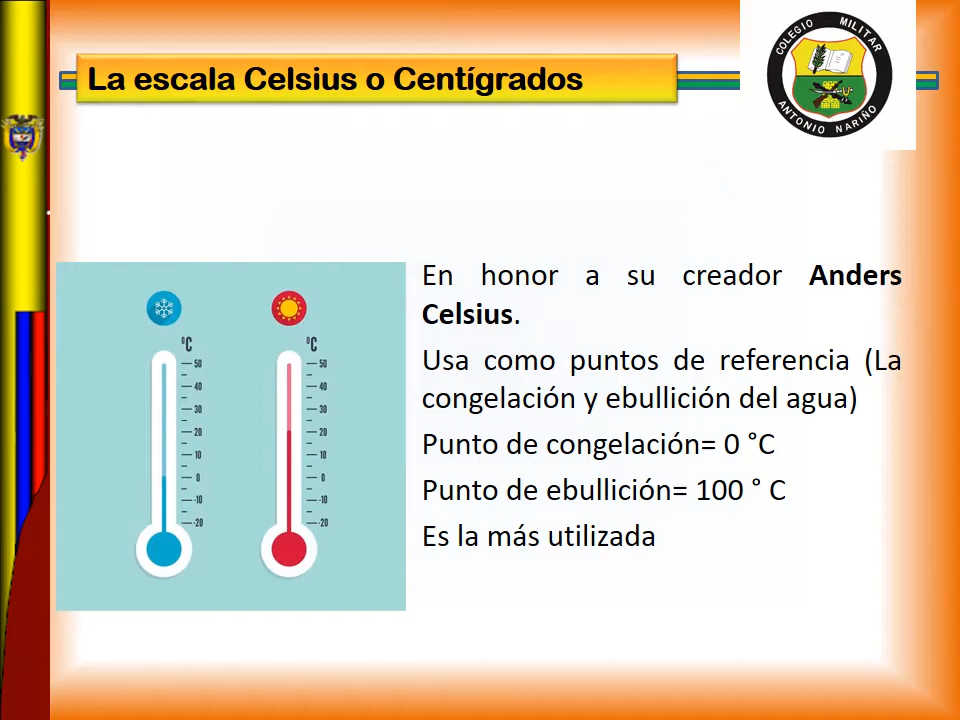 La escala Celsius o Centígrados
COLEGIO MILITAR
ANTONIO NARIÑO
En honor a su creador Anders
Celsius.
Usa como puntos de referencia (La
congelación y ebullición del agua)
Punto de congelación= 0 °C
Punto de ebullición= 100 ° C
Es la más utilizada
°C
50
40
30
20
10
0
-10
-20
°C
50
40
30
20
10
0
-10
-20